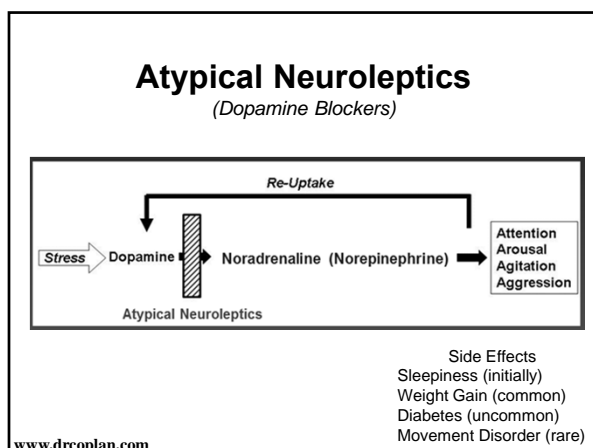 Atypical Neuroleptics
(Dopamine Blockers)
Re-Uptake
Stress
Dopamine
Noradrenaline (Norepinephrine)
Attention
Arousal
Agitation
Aggression
Atypical Neuroleptics
Side Effects
Sleepiness (initially)
Weight Gain (common)
Diabetes (uncommon)
Movement Disorder (rare)
www.drcoplan.com